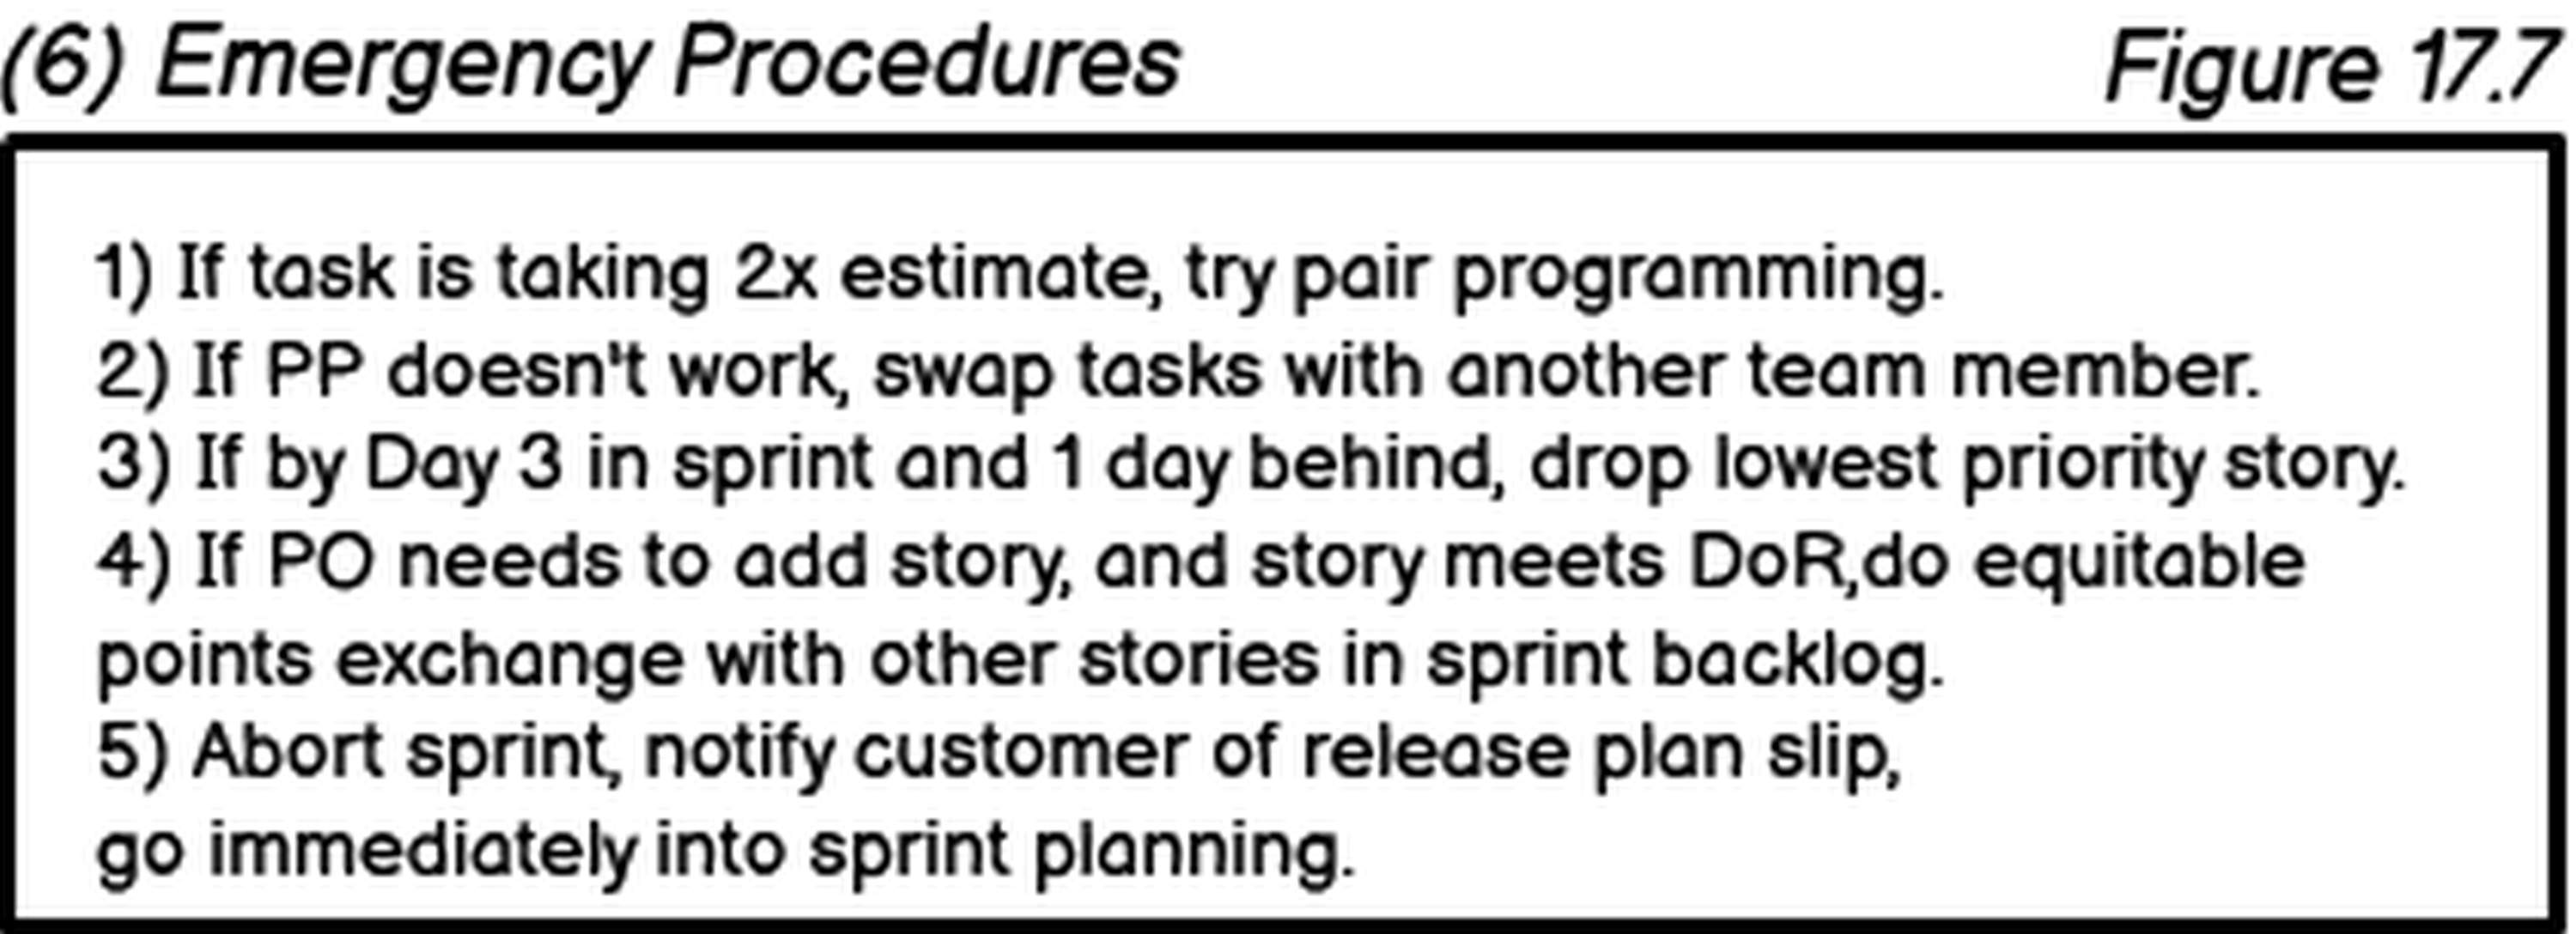 (6) Emergency Procedures Figure 17.7
1) If task is taking 2x estimate, try pair programming.
2) If PP doesn't work, swap tasks with another team member.
3) If by Day 3 in sprint and 1 day behind, drop lowest priority story.
4) If PO needs to add story, and story meets DoR,do equitable
points exchange with other stories in sprint backlog.
5) Abort sprint, notify customer of release plan slip,
go immediately into sprint planning.